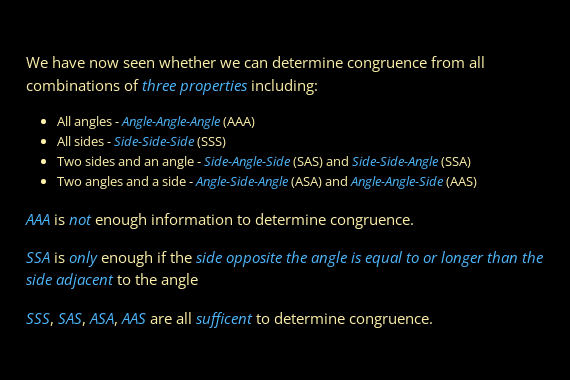 We have now seen whether we can determine congruence from all
combinations of three properties including:
• All angles - Angle-Angle-Angle (AAA)
• All sides - Side-Side-Side (SSS)
• Two sides and an angle - Side-Angle-Side (SAS) and Side-Side-Angle (SSA)
• Two angles and a side - Angle-Side-Angle (ASA) and Angle-Angle-Side (AAS)
AAA is not enough information to determine congruence.
SSA is only enough if the side opposite the angle is equal to or longer than the
side adjacent to the angle
SSS, SAS, ASA, AAS are all sufficent to determine congruence.